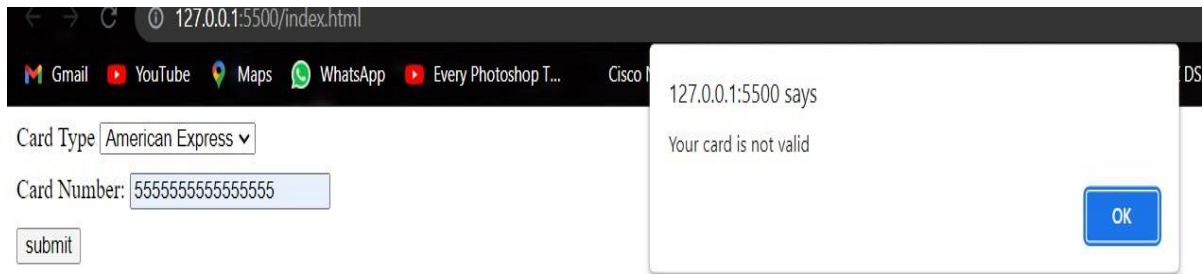 127.0.0.1:5500/index.html
Gmail YouTube Maps WhatsApp Every Photoshop T... Cisco DS
127.0.0.1:5500 says
Your card is not valid
OK
Card Type American Express
Card Number: 5555555555555555
submit